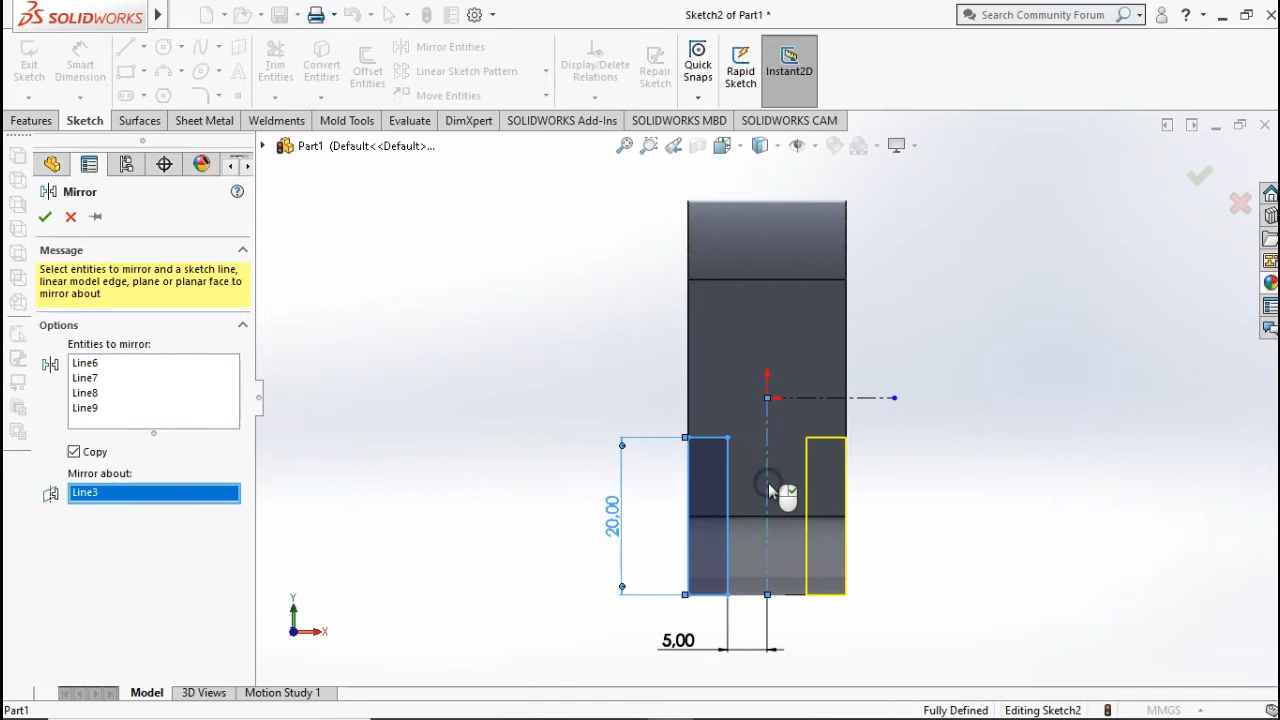 SOLIDWORKS
Sketch2 of Part1 *
Search Community Forum
?
Exit Sketch
Smart Dimension
Trim Entities
Convert Entities
Offset Entities
Mirror Entities
Linear Sketch Pattern
Move Entities
Display/Delete Relations
Repair Sketch
Quick Snaps
Rapid Sketch
Instant2D
Features
Sketch
Surfaces
Sheet Metal
Weldments
Mold Tools
Evaluate
DimXpert
SOLIDWORKS Add-Ins
SOLIDWORKS MBD
SOLIDWORKS CAM
Part1 (Default<<Default>...
Mirror
?
Message
Select entities to mirror and a sketch line,
linear model edge, plane or planar face to
mirror about
Options
Entities to mirror:
Line6
Line7
Line8
Line9
Copy
Mirror about:
Line3
20,00
5,00
Y
X
Model
3D Views
Motion Study 1
Part1
Fully Defined
Editing Sketch2
MMGS